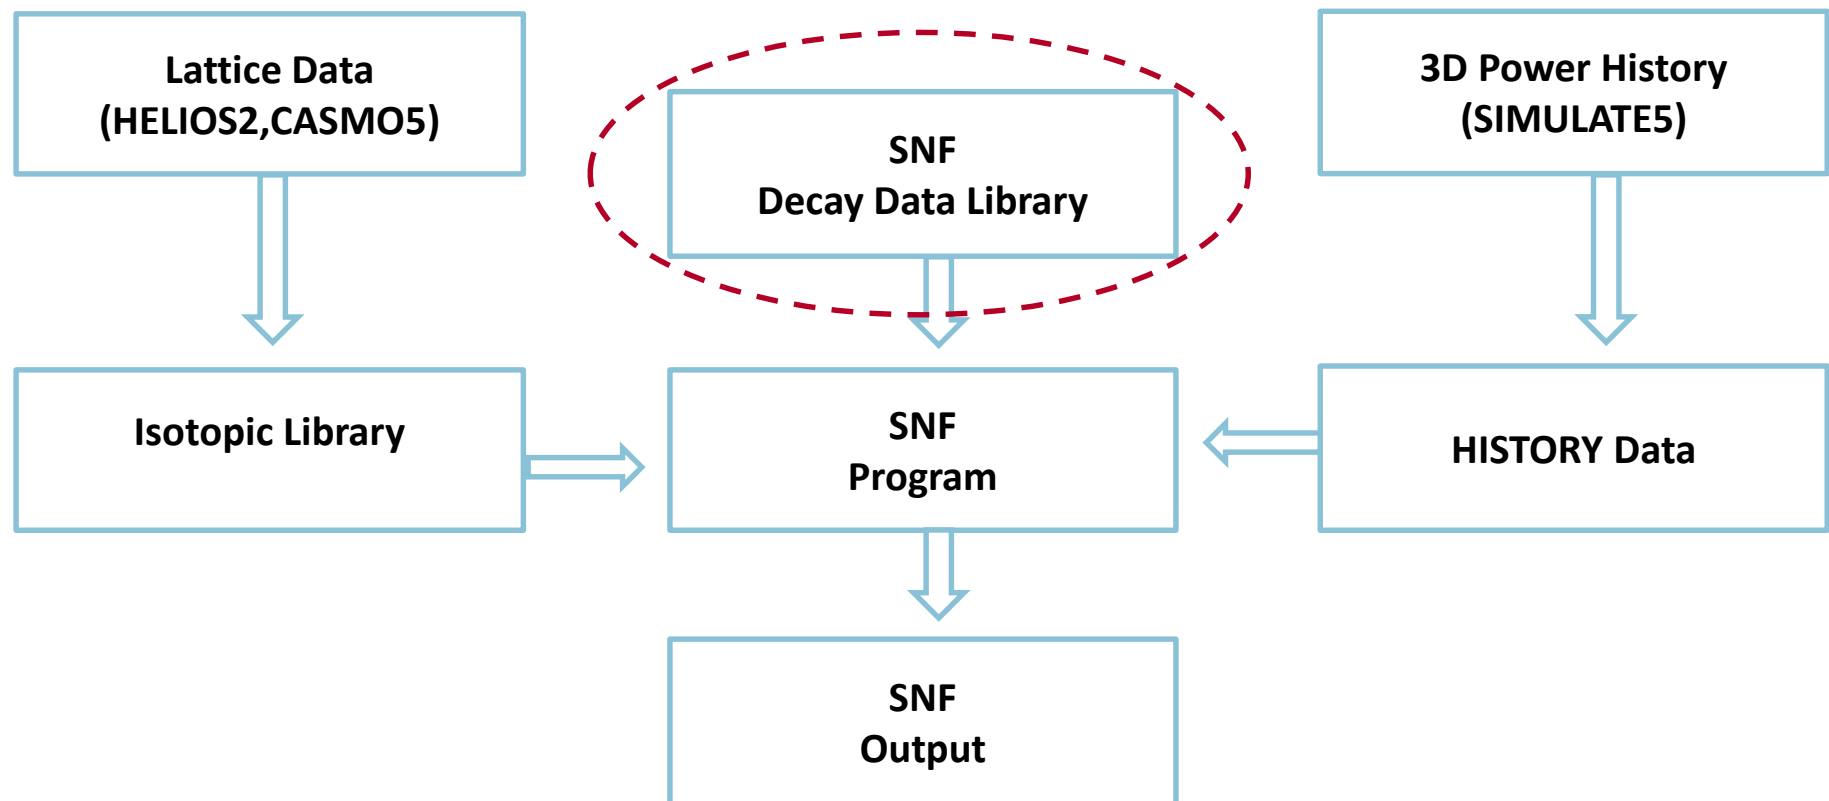 Lattice Data
(HELIOS2,CASMO5)
SNF
Decay Data Library
3D Power History
(SIMULATE5)
Isotopic Library
SNF
Program
HISTORY Data
SNF
Output